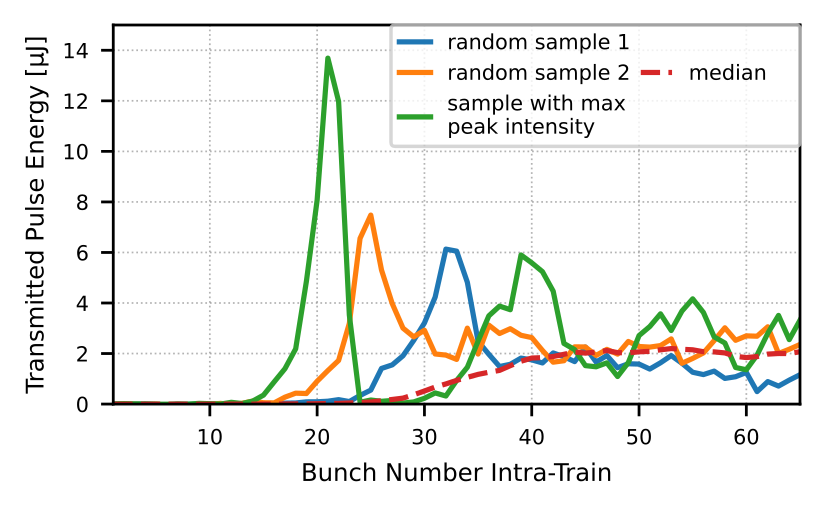 Transmitted Pulse Energy [μJ]
14
12
10
8
6
4
2
0
random sample 1
random sample 2
median
sample with max
peak intensity
10 20 30 40 50 60
Bunch Number Intra-Train